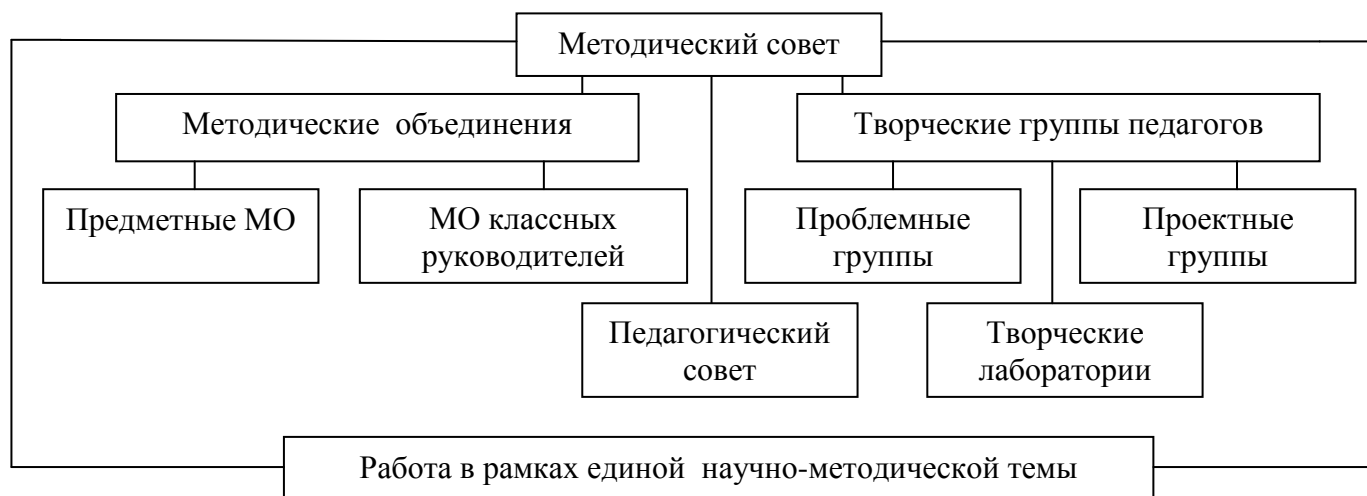 Методический совет
Методические объединения
Творческие группы педагогов
Предметные МО
МО классных
руководителей
Проблемные
группы
Проектные
группы
Педагогический
совет
Творческие
лаборатории
Работа в рамках единой научно-методической темы